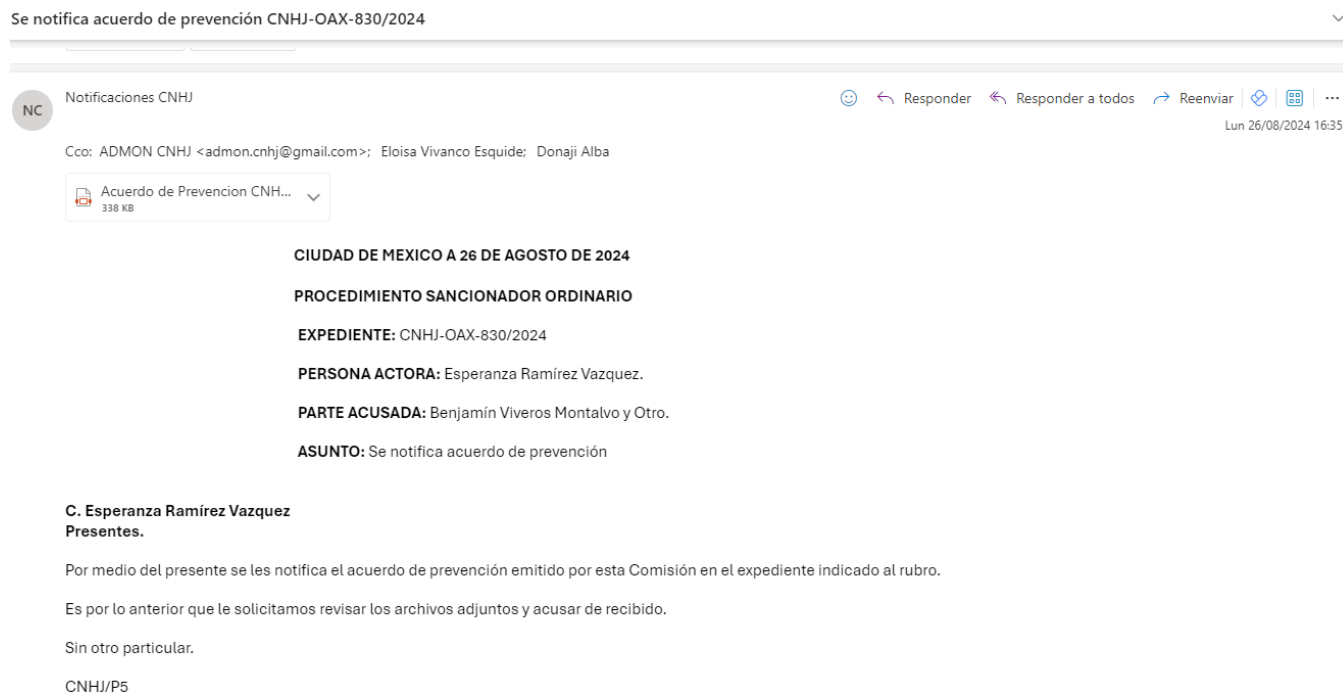 Se notifica acuerdo de prevención CNHJ-OAX-830/2024
NC
Notificaciones CNHJ
Responder
Responder a todos
Reenviar
Lun 26/08/2024 16:35
Cco: ADMON CNHJ <admon.cnhj@gmail.com>; Eloisa Vivanco Esquide; Donaji Alba
Acuerdo de Prevencion CNH...
338 KB
CIUDAD DE MEXICO A 26 DE AGOSTO DE 2024
PROCEDIMIENTO SANCIONADOR ORDINARIO
EXPEDIENTE: CNHJ-OAX-830/2024
PERSONA ACTORA: Esperanza Ramírez Vazquez.
PARTE ACUSADA: Benjamín Viveros Montalvo y Otro.
ASUNTO: Se notifica acuerdo de prevención
C. Esperanza Ramírez Vazquez
Presentes.
Por medio del presente se les notifica el acuerdo de prevención emitido por esta Comisión en el expediente indicado al rubro.
Es por lo anterior que le solicitamos revisar los archivos adjuntos y acusar de recibido.
Sin otro particular.
CNHJ/P5